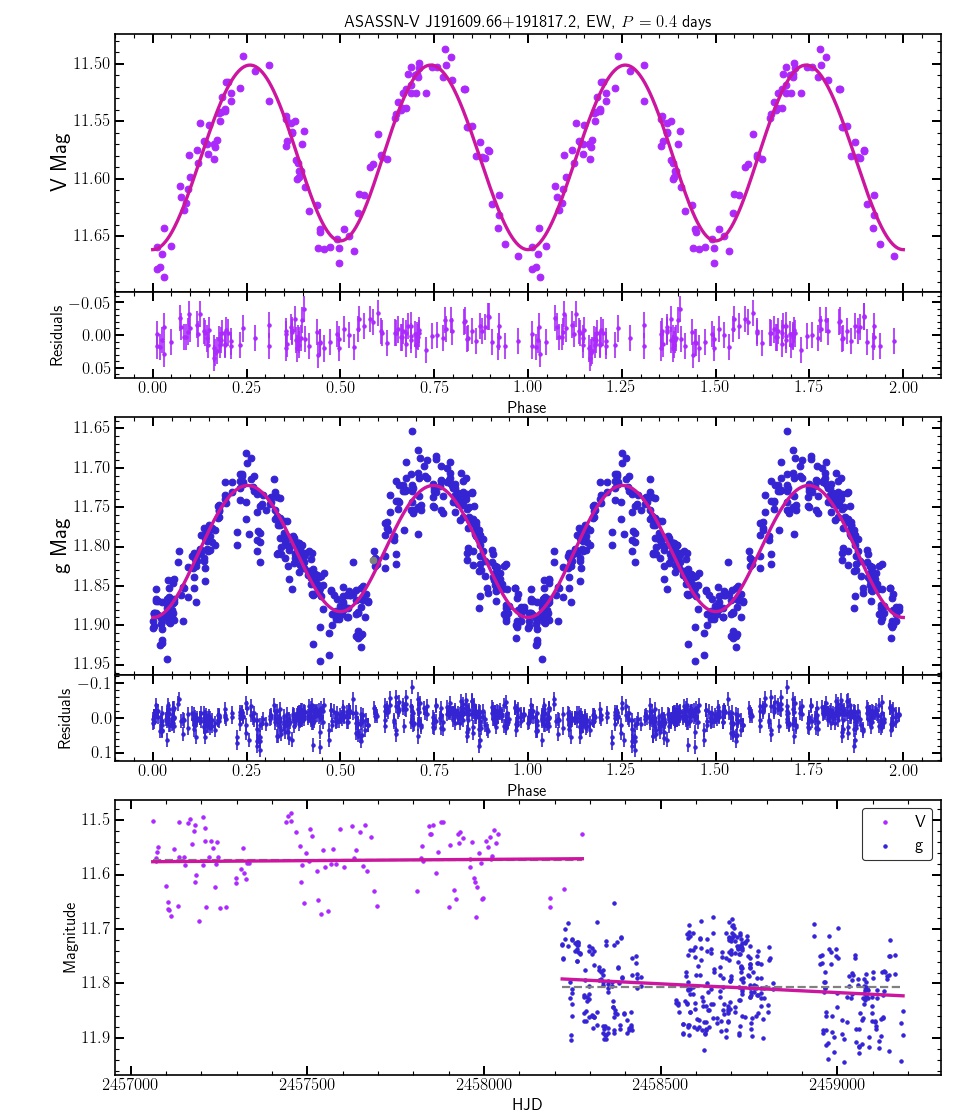 ASASSN-V J191609.66+191817.2, EW, P = 0.4 days
V Mag
11.50
11.55
11.60
11.65
Residuals
−0.05
0.00
0.05
0.00 0.25 0.50 0.75 1.00 1.25 1.50 1.75 2.00
Phase
g Mag
11.65
11.70
11.75
11.80
11.85
11.90
11.95
Residuals
−0.1
0.0
0.1
0.00 0.25 0.50 0.75 1.00 1.25 1.50 1.75 2.00
Phase
Magnitude
11.5
11.6
11.7
11.8
11.9
V
g
2457000 2457500 2458000 2458500 2459000
HJD